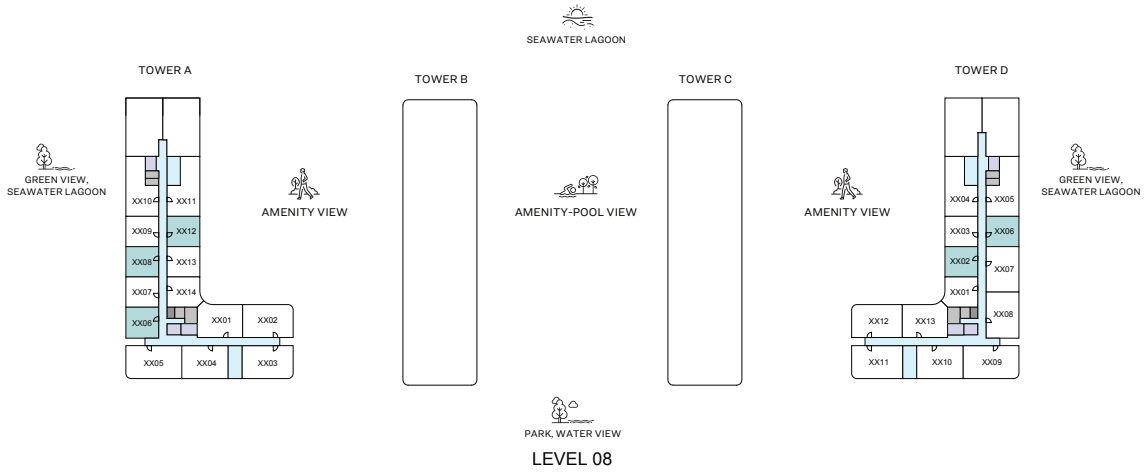 SEAWATER LAGOON
TOWER A
TOWER B
TOWER C
TOWER D
GREEN VIEW,
SEAWATER LAGOON
AMENITY VIEW
AMENITY-POOL VIEW
AMENITY VIEW
GREEN VIEW,
SEAWATER LAGOON
XX10 XX11
XX09 XX12
XX08 XX13
XX07 XX14
XX06 XX01 XX02
XX05 XX04 XX03
XX04 XX05
XX03 XX06
XX02 XX07
XX01 XX08
XX12 XX13
XX11 XX10 XX09
PARK, WATER VIEW
LEVEL 08